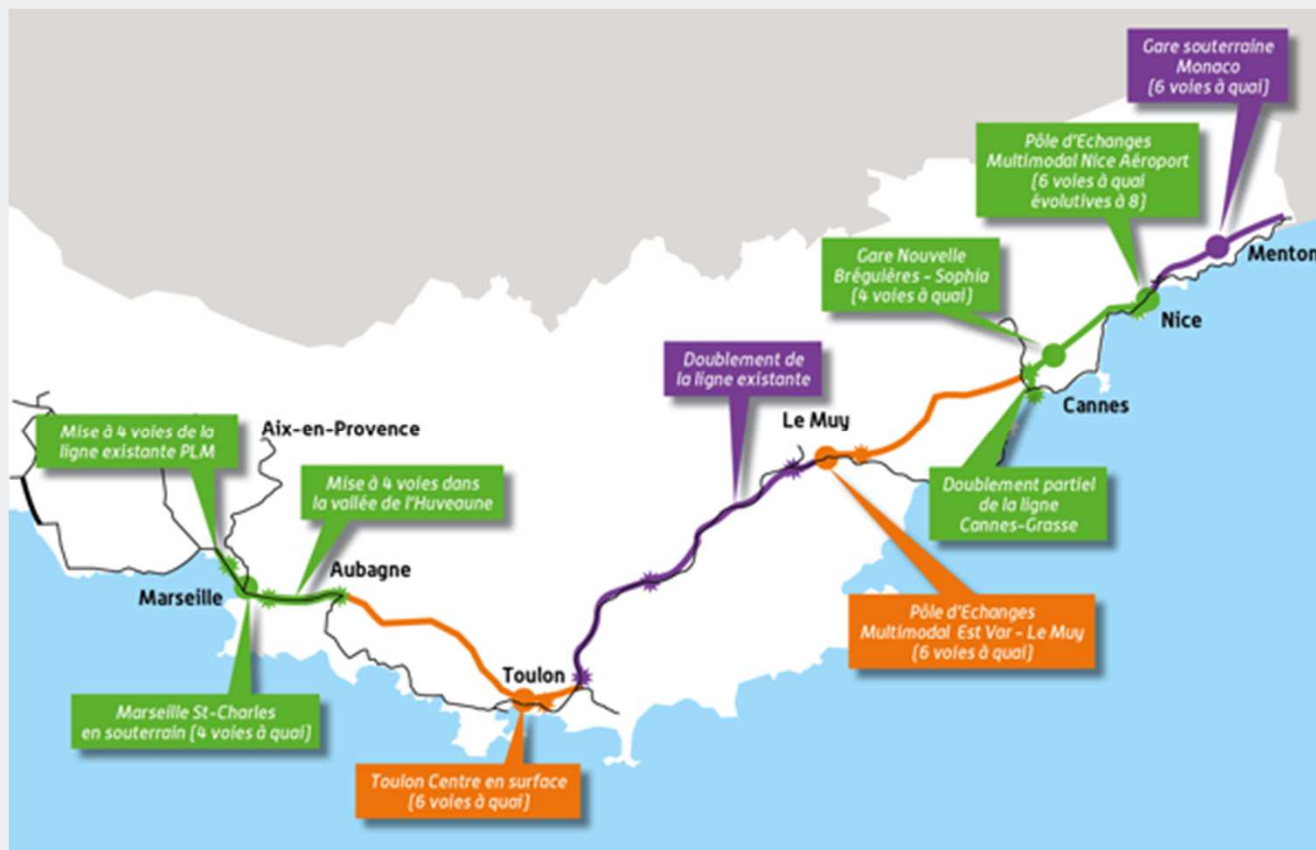 Gare souterraine
Monaco
(6 voies à quai)
Pôle d'Echanges
Multimodal Nice Aéroport
(6 voies à quai
évolutives à 8)
Gare Nouvelle
Bréguières - Sophia
(4 voies à quai)
Menton
Nice
Doublement de
la ligne existante
Cannes
Le Muy
Mise à 4 voies de la
ligne existante PLM
Aix-en-Provence
Mise à 4 voies dans
la vallée de l'Huveaune
Doublement partiel
de la ligne
Cannes-Grasse
Aubagne
Marseille
Pôle d'Echanges
Multimodal Est Var - Le Muy
(6 voies à quai)
Toulon
Marseille St-Charles
en souterrain (4 voies à quai)
Toulon Centre en surface
(6 voies à quai)